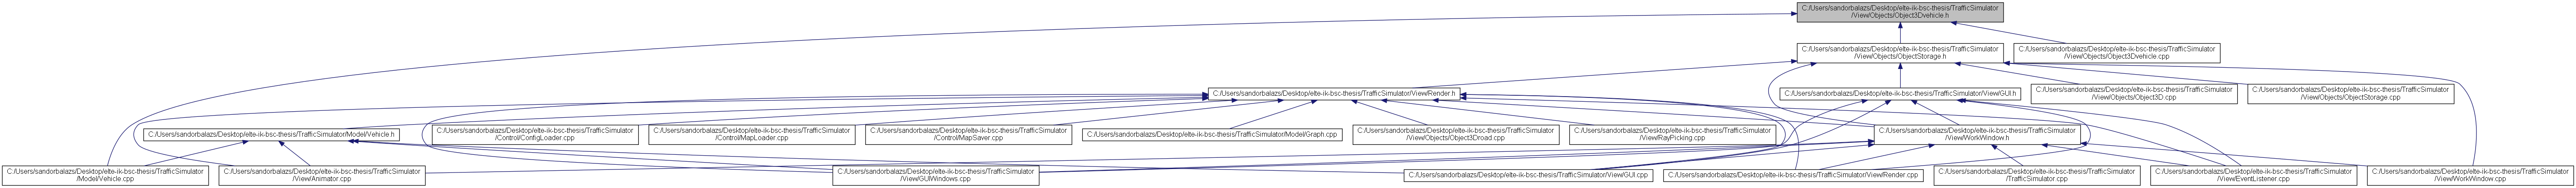 C:/Users/sandorbalazs/Desktop/elte-ik-bsc-thesis/TrafficSimulator
/View/Objects/Object3Dvehicle.h
C:/Users/sandorbalazs/Desktop/elte-ik-bsc-thesis/TrafficSimulator
/View/Objects/ObjectStorage.h
C:/Users/sandorbalazs/Desktop/elte-ik-bsc-thesis/TrafficSimulator
/View/Objects/Object3Dvehicle.cpp
C:/Users/sandorbalazs/Desktop/elte-ik-bsc-thesis/TrafficSimulator/View/Render.h
C:/Users/sandorbalazs/Desktop/elte-ik-bsc-thesis/TrafficSimulator/View/GUI.h
C:/Users/sandorbalazs/Desktop/elte-ik-bsc-thesis/TrafficSimulator
/View/Objects/Object3D.cpp
C:/Users/sandorbalazs/Desktop/elte-ik-bsc-thesis/TrafficSimulator
/View/Objects/ObjectStorage.cpp
C:/Users/sandorbalazs/Desktop/elte-ik-bsc-thesis/TrafficSimulator/Model/Vehicle.h
C:/Users/sandorbalazs/Desktop/elte-ik-bsc-thesis/TrafficSimulator
/Control/ConfigLoader.cpp
C:/Users/sandorbalazs/Desktop/elte-ik-bsc-thesis/TrafficSimulator
/Control/MapLoader.cpp
C:/Users/sandorbalazs/Desktop/elte-ik-bsc-thesis/TrafficSimulator
/Control/MapSaver.cpp
C:/Users/sandorbalazs/Desktop/elte-ik-bsc-thesis/TrafficSimulator/Model/Graph.cpp
C:/Users/sandorbalazs/Desktop/elte-ik-bsc-thesis/TrafficSimulator
/View/Objects/Object3Droad.cpp
C:/Users/sandorbalazs/Desktop/elte-ik-bsc-thesis/TrafficSimulator
/View/RayPicking.cpp
C:/Users/sandorbalazs/Desktop/elte-ik-bsc-thesis/TrafficSimulator
/View/WorkWindow.h
C:/Users/sandorbalazs/Desktop/elte-ik-bsc-thesis/TrafficSimulator
/Model/Vehicle.cpp
C:/Users/sandorbalazs/Desktop/elte-ik-bsc-thesis/TrafficSimulator
/View/Animator.cpp
C:/Users/sandorbalazs/Desktop/elte-ik-bsc-thesis/TrafficSimulator
/View/GUIWindows.cpp
C:/Users/sandorbalazs/Desktop/elte-ik-bsc-thesis/TrafficSimulator/View/GUI.cpp
C:/Users/sandorbalazs/Desktop/elte-ik-bsc-thesis/TrafficSimulator/View/Render.cpp
C:/Users/sandorbalazs/Desktop/elte-ik-bsc-thesis/TrafficSimulator
/TrafficSimulator.cpp
C:/Users/sandorbalazs/Desktop/elte-ik-bsc-thesis/TrafficSimulator
/View/EventListener.cpp
C:/Users/sandorbalazs/Desktop/elte-ik-bsc-thesis/TrafficSimulator
/View/WorkWindow.cpp